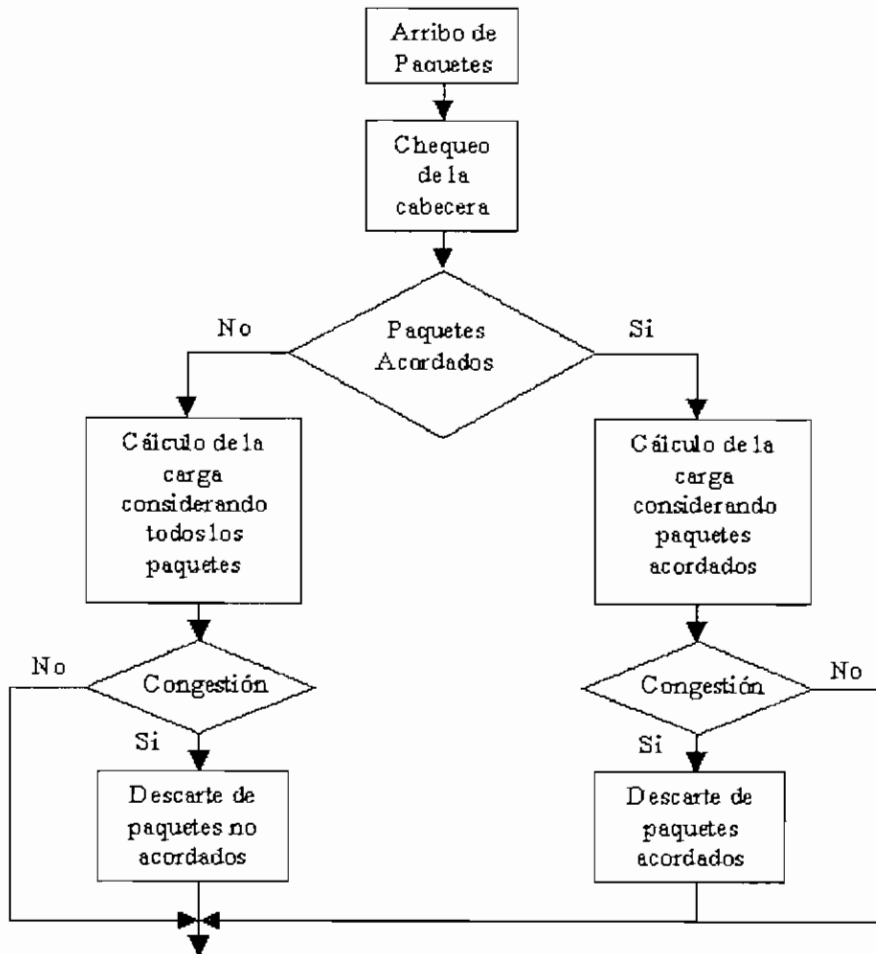 Arribo de
Paquetes
Chequeo
de la
cabecera
No
Paquetes
Acordados
Si
Cálculo de la
carga
considerando
todos los
paquetes
Cálculo de la
carga
considerando
paquetes
acordados
No
Congestión
Si
Congestión
No
Si
Descarte de
paquetes no
acordados
Descarte de
paquetes
acordados